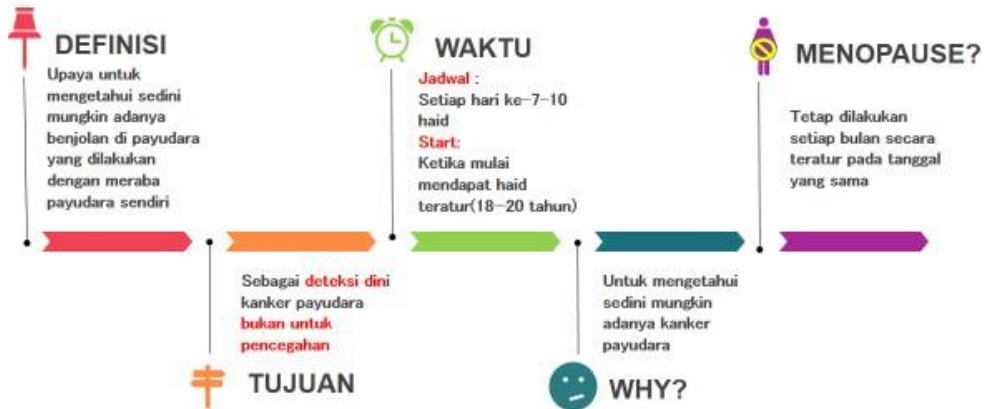 DEFINISI
Upaya untuk
mengetahui sedini
mungkin adanya
benjolan di payudara
yang dilakukan
dengan meraba
payudara sendiri
Sebagai deteksi dini
kanker payudara
bukan untuk
pencegahan
TUJUAN
WAKTU
Jadwal :
Setiap hari ke-7-10
haid
Start:
Ketika mulai
mendapat haid
teratur(18-20 tahun)
Untuk mengetahui
sedini mungkin
adanya kanker
payudara
WHY?
MENOPAUSE?
Tetap dilakukan
setiap bulan secara
teratur pada tanggal
yang sama